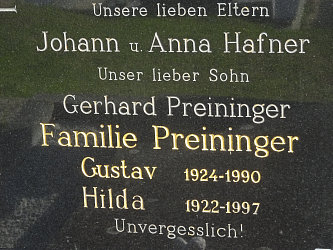 Unsere lieben Eltern
Johann u. Anna Hafner
Unser lieber Sohn
Gerhard Preininger
Familie Preininger
Gustav 1924-1990
Hilda 1922-1997
Unvergesslich!